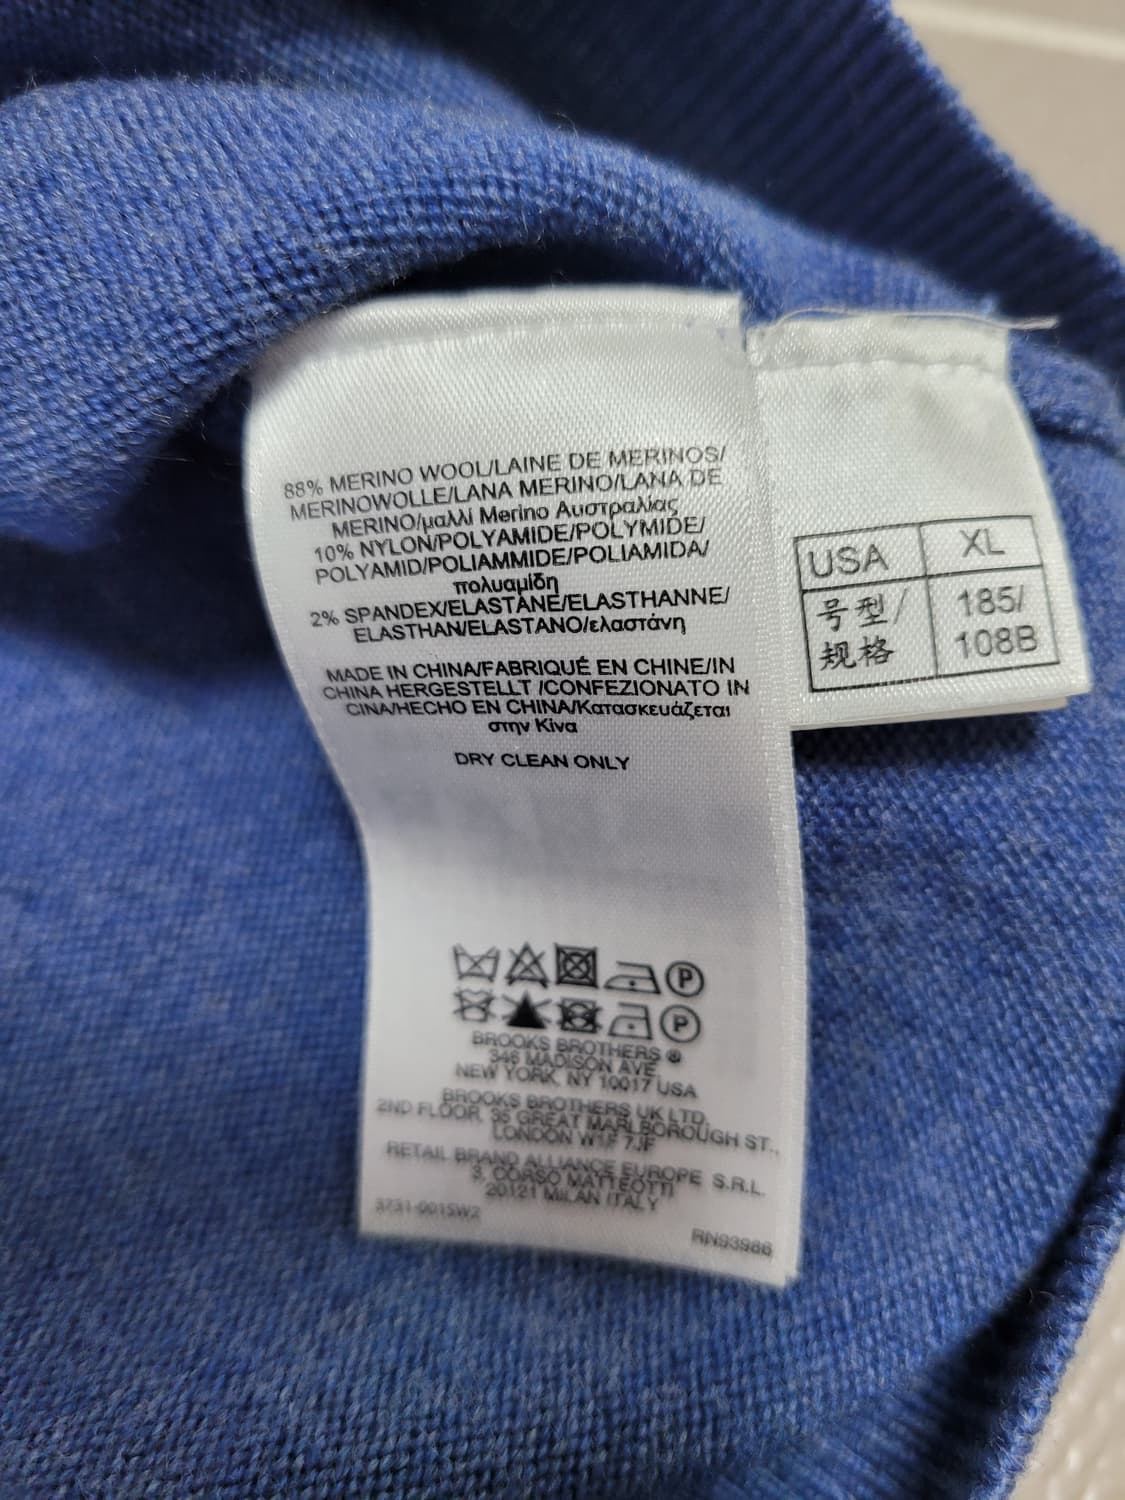 88% MERINO WOOL/LAINE DE MERINOS/
MERINOWOLLE/LANA MERINO/LANA DE
MERINO/μαλλί Merino Αυστραλίας
10% NYLON/POLYAMIDE/POLYMIDE/
POLYAMID/POLIAMMIDE/POLIAMIDA/
πολυαμίδη
2% SPANDEX/ELASTANE/ELASTHANNE/
ELASTHAN/ELASTANO/ελαστάνη
MADE IN CHINA/FABRIQUÉ EN CHINE/IN
CHINA HERGESTELLT /CONFEZIONATO IN
CINA/HECHO EN CHINA/Κατασκευάζεται
στην Κίνα
DRY CLEAN ONLY
P
P
BROOKS BROTHERS ®
346 MADISON AVE,
NEW YORK, NY 10017 USA
BROOKS BROTHERS UK LTD.
2ND FLOOR, 35 GREAT MARLBOROUGH ST.,
LONDON W1F 7JF
RETAIL BRAND ALLIANCE EUROPE S.R.L.
3, CORSO MATTEOTTI
20121 MILAN ITALY
3731-0015W2
RN93986
USA XL
号型/ 185/
规格 108B